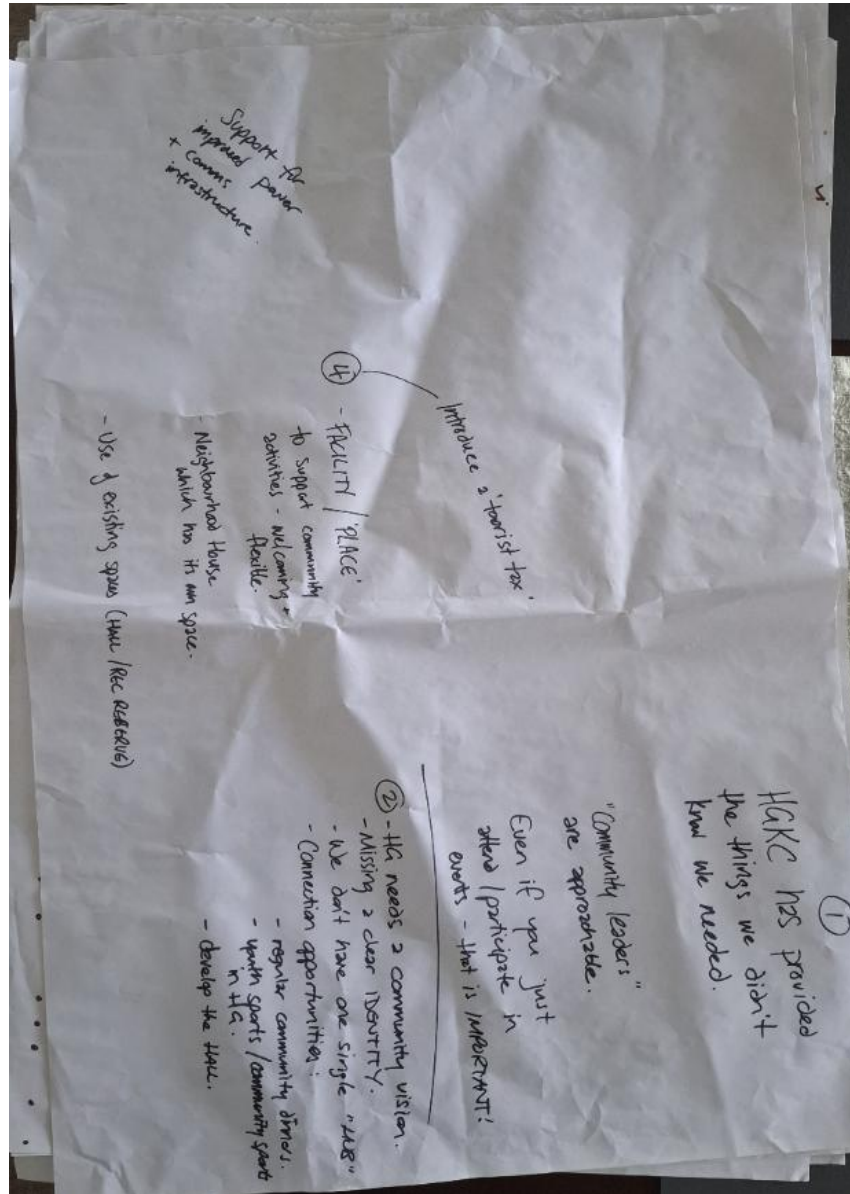 ①
HGKC has provided
the things we didn't
know we needed.
"Community leaders"
are approachable.
Even if you just
attend / participate in
events - that is IMPORTANT!
② - HG needs a community vision.
- Missing a clear IDENTITY.
- We don't have one single "HUB"
- Connection opportunities:
- regular community dinners.
- youth sports / community sports
in HG.
- develop the HALL.
Introduce a 'tourist tax'
④ - FACILITY / 'PLACE'
to support community
activities - welcoming +
flexible.
- Neighbourhood House
which has its own space.
- Use of existing spaces (HALL / REC RESERVE)
Support for
improved power
+ comms
infrastructure.